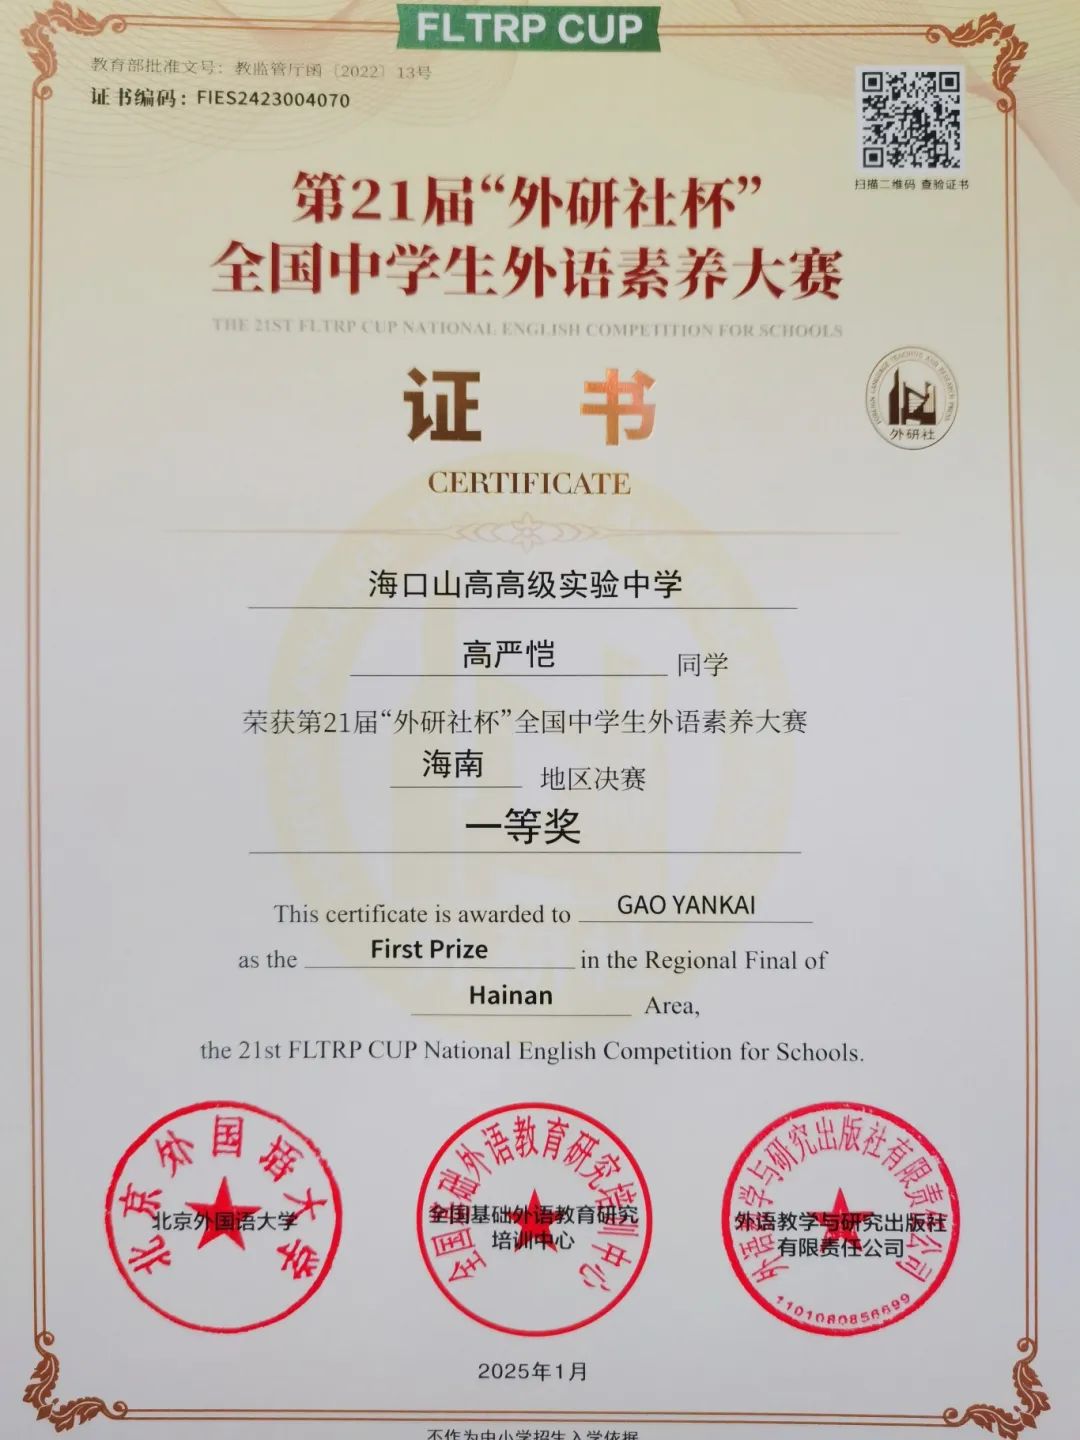 FLTRP CUP
教育部批准文号：教监管厅函〔2022〕13号
证书编码：FIES2423004070
扫描二维码 查验证书
第21届“外研社杯”
全国中学生外语素养大赛
THE 21ST FLTRP CUP NATIONAL ENGLISH COMPETITION FOR SCHOOLS
证 书
FOREIGN LANGUAGE TEACHING AND RESEARCH PRESS
外研社
CERTIFICATE
海口山高高级实验中学
高严恺 同学
荣获第21届“外研社杯”全国中学生外语素养大赛
海南 地区决赛
一等奖
This certificate is awarded to GAO YANKAI
as the First Prize in the Regional Final of
Hainan Area,
the 21st FLTRP CUP National English Competition for Schools.
北京外国语大学
北京外国语大学
全国基础外语教育研究培训中心
全国基础外语教育研究
培训中心
外语教学与研究出版社有限责任公司
外语教学与研究出版社
有限责任公司
1101080856699
2025年1月
不作为中小学招生入学依据